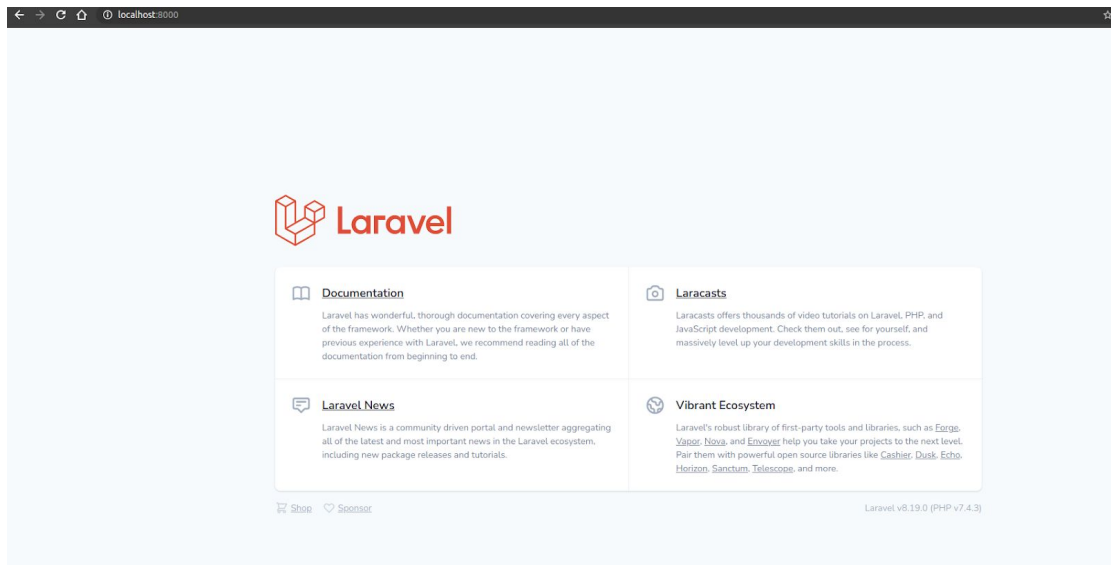 localhost:8000
Laravel
Documentation
Laravel has wonderful, thorough documentation covering every aspect
of the framework. Whether you are new to the framework or have
previous experience with Laravel, we recommend reading all of the
documentation from beginning to end.
Laracasts
Laracasts offers thousands of video tutorials on Laravel, PHP, and
JavaScript development. Check them out, see for yourself, and
massively level up your development skills in the process.
Laravel News
Laravel News is a community driven portal and newsletter aggregating
all of the latest and most important news in the Laravel ecosystem,
including new package releases and tutorials.
Vibrant Ecosystem
Laravel's robust library of first-party tools and libraries, such as Forge,
Vapor, Nova, and Envoyer help you take your projects to the next level.
Pair them with powerful open source libraries like Cashier, Dusk, Echo,
Horizon, Sanctum, Telescope, and more.
Shop Sponsor
Laravel v8.19.0 (PHP v7.4.3)